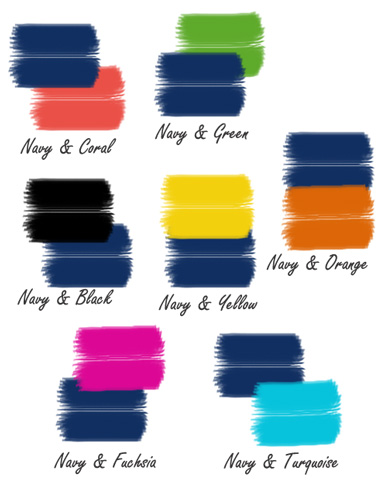 Navy & Coral
Navy & Green
Navy & Black
Navy & Yellow
Navy & Orange
Navy & Fuchsia
Navy & Turquoise